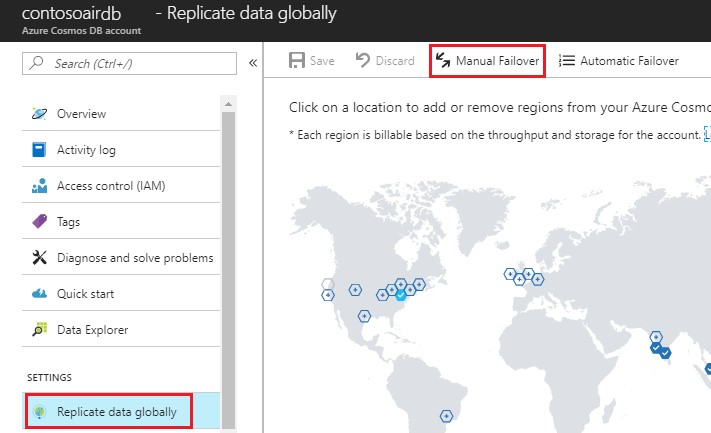 contosoairdb - Replicate data globally
Azure Cosmos DB account
Search (Ctrl+/)
«
Save
Discard
Manual Failover
Automatic Failover
Click on a location to add or remove regions from your Azure Cosmo
* Each region is billable based on the throughput and storage for the account.
Overview
Activity log
Access control (IAM)
Tags
Diagnose and solve problems
Quick start
Data Explorer
SETTINGS
Replicate data globally